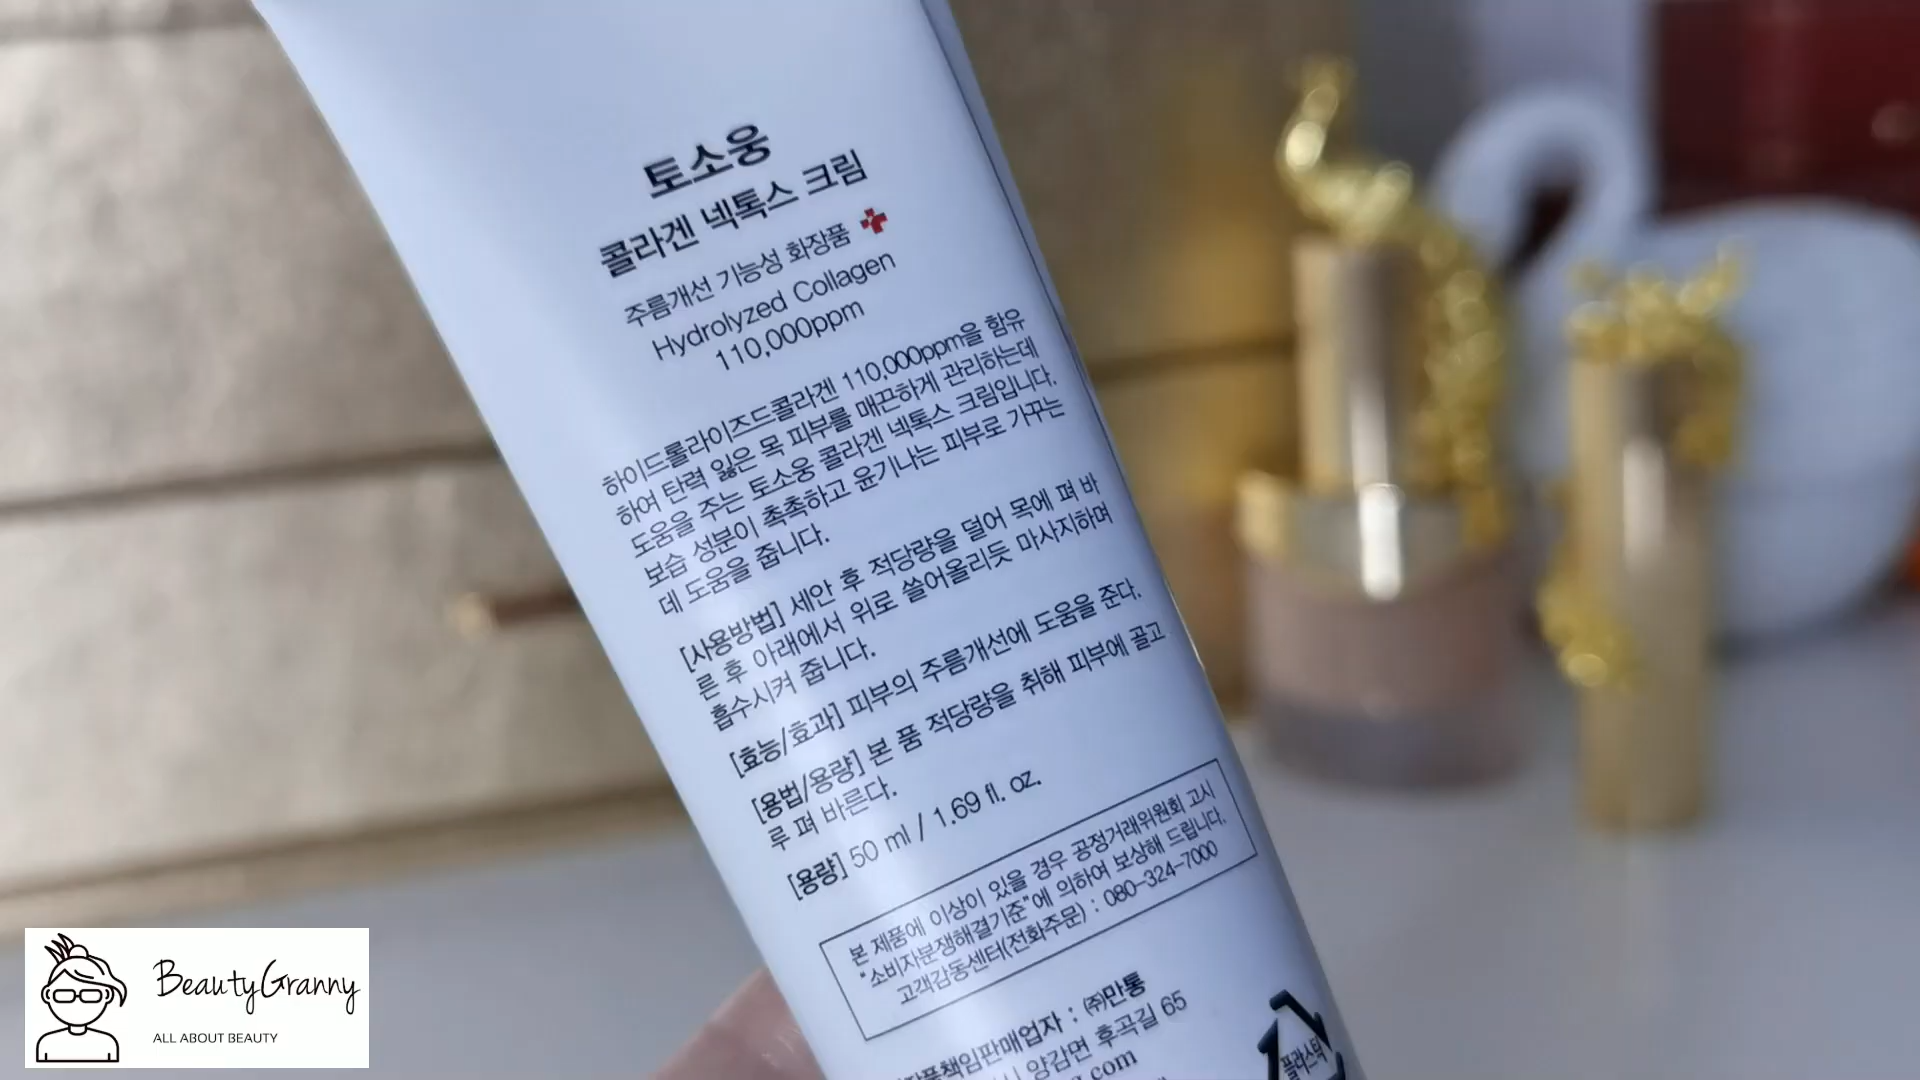 토소웅
콜라겐 넥톡스 크림
주름개선 기능성 화장품
Hydrolyzed Collagen
110,000ppm
하이드롤라이즈드콜라겐 110,000ppm을 함유
하여 탄력 잃은 목 피부를 매끈하게 관리하는데
도움을 주는 토소웅 콜라겐 넥톡스 크림입니다.
보습 성분이 촉촉하고 윤기나는 피부로 가꾸는
데 도움을 줍니다.
[사용방법] 세안 후 적당량을 덜어 목에 펴 바
른 후 아래에서 위로 쓸어올리듯 마사지하며
흡수시켜 줍니다.
[효능/효과] 피부의 주름개선에 도움을 준다.
[용법/용량] 본 품 적당량을 취해 피부에 골고
루 펴 바른다.
[용량] 50 ml / 1.69 fl. oz.
본 제품에 이상이 있을 경우 공정거래위원회 고시
"소비자분쟁해결기준"에 의하여 보상해 드립니다.
고객감동센터(전화주문) : 080-324-7000
책임판매업자 : ㈜만통
양감면 후곡길 65
.com
플라스틱
BeautyGranny
ALL ABOUT BEAUTY